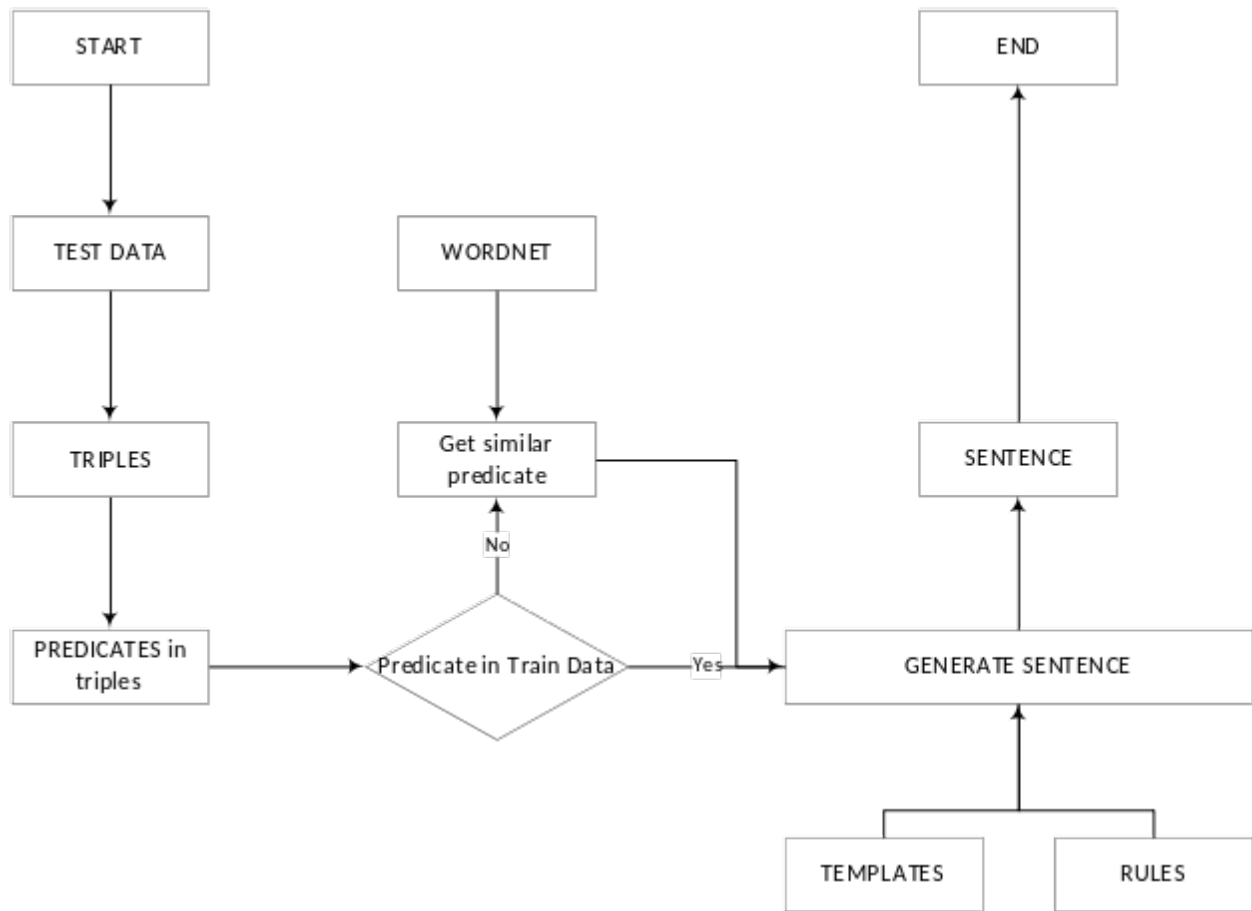 START
END
TEST DATA
WORDNET
TRIPLES
Get similar
predicate
SENTENCE
No
PREDICATES in
triples
Predicate in Train Data
Yes
GENERATE SENTENCE
TEMPLATES
RULES